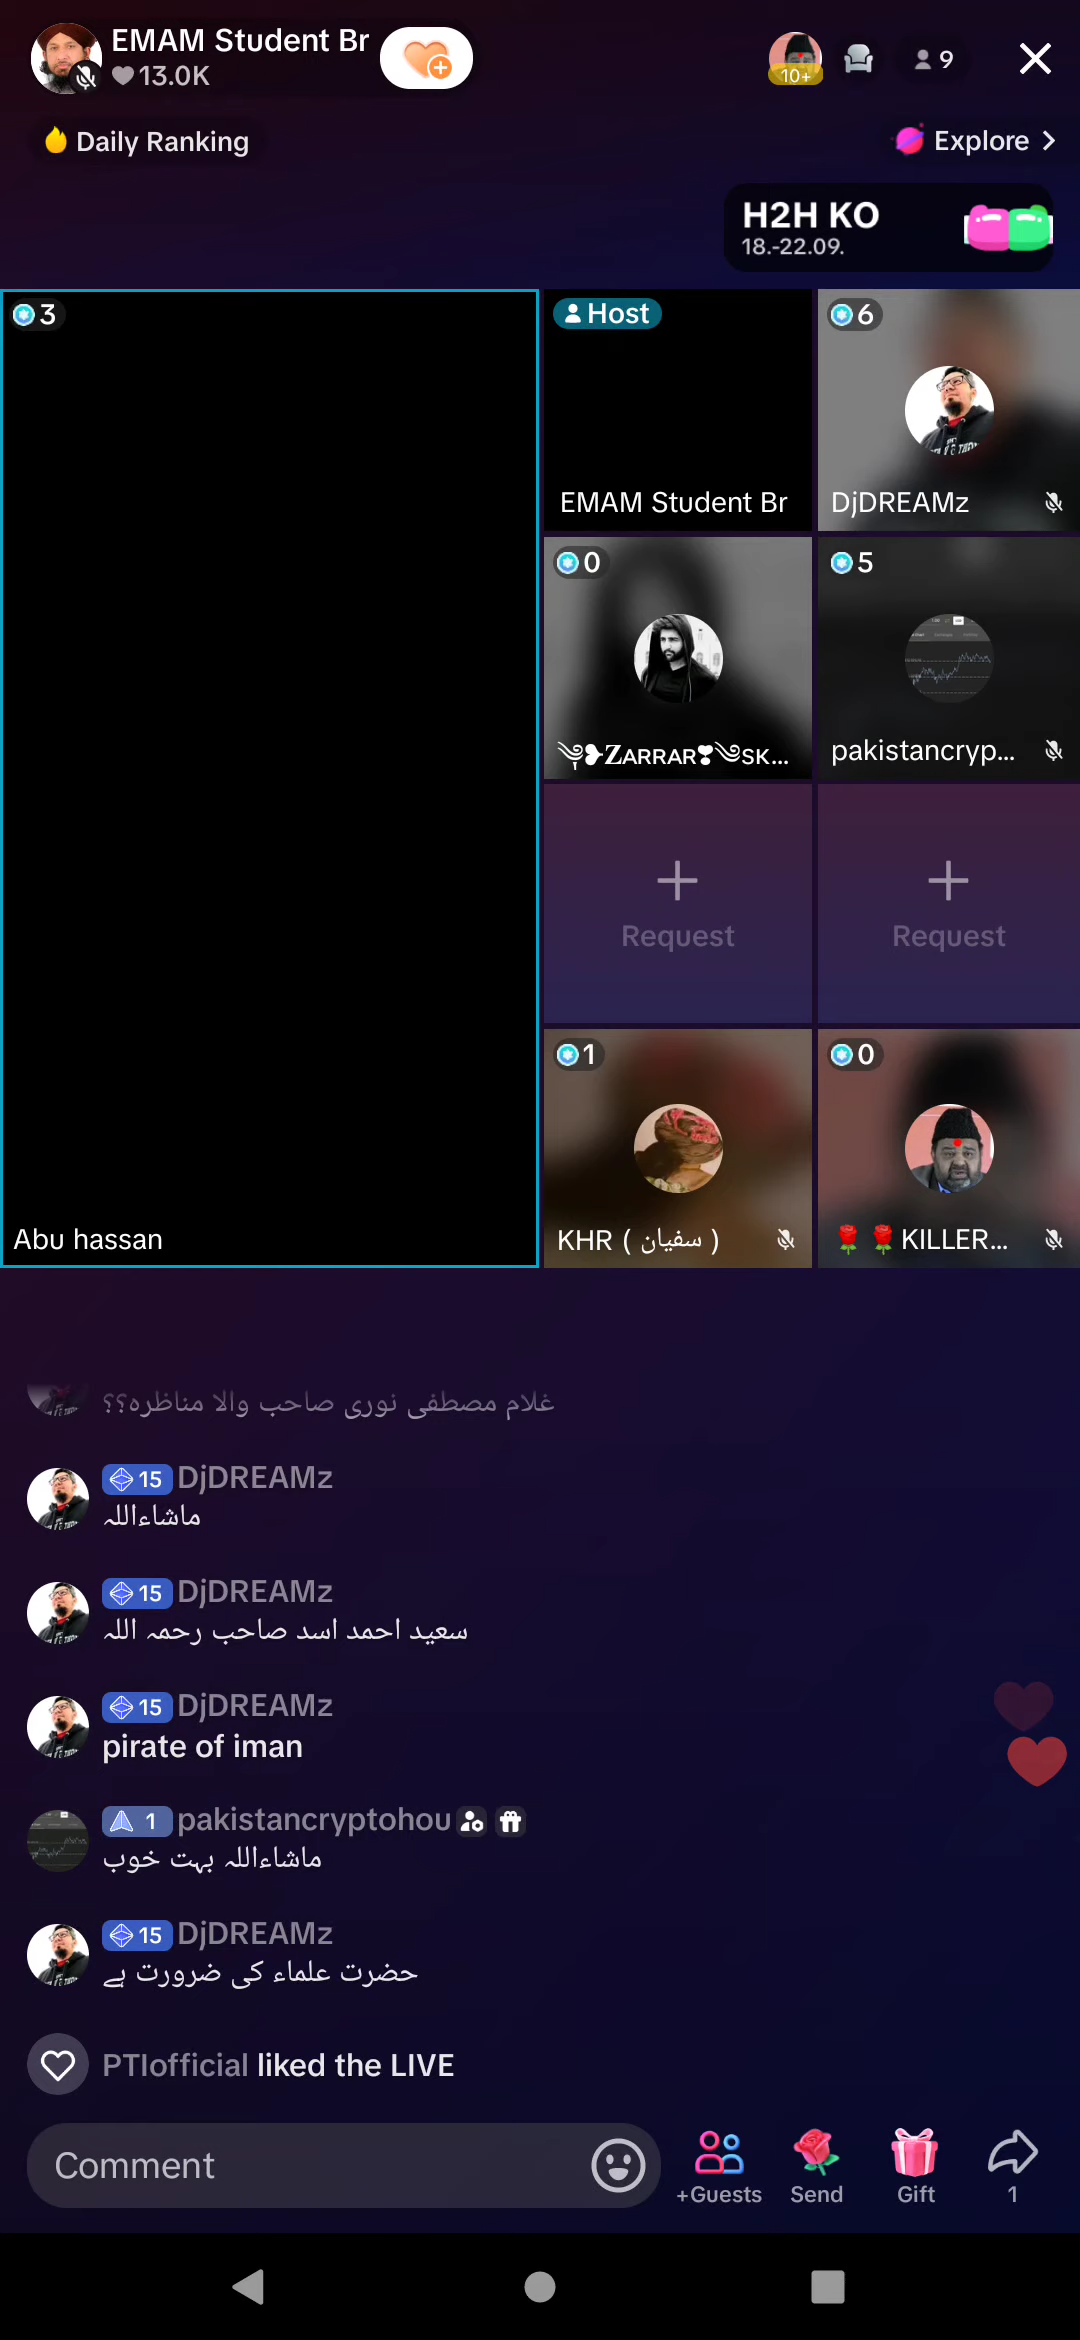 EMAM Student Br
13.0K
10+
9
Daily Ranking
Explore
H2H KO
18.-22.09.
3
Host
6
EMAM Student Br
DjDREAMz
0
5
ZARRAR❣༄SK...
pakistancryp...
Request
Request
1
0
Abu hassan
KHR ( سفیان )
🌹🌹KILLER...
غلام مصطفی نوری صاحب والا مناظرہ؟؟
15 DjDREAMz
ماشاءاللہ
15 DjDREAMz
سعید احمد اسد صاحب رحمہ اللہ
15 DjDREAMz
pirate of iman
1 pakistancryptohou
ماشاءاللہ بہت خوب
15 DjDREAMz
حضرت علماء کی ضرورت ہے
PTIofficial liked the LIVE
Comment
+Guests
Send
Gift
1